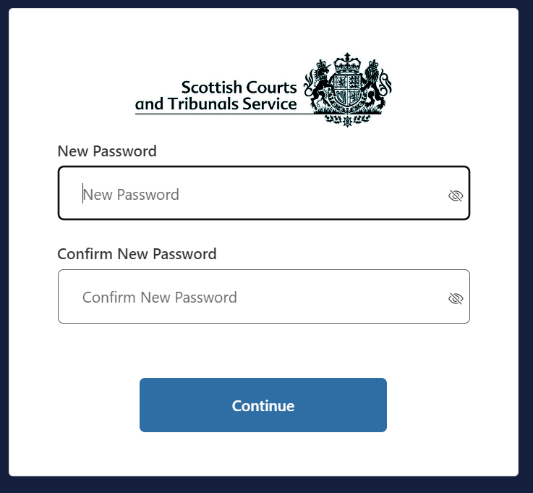 Scottish Courts
and Tribunals Service
New Password
New Password
Confirm New Password
Confirm New Password
Continue